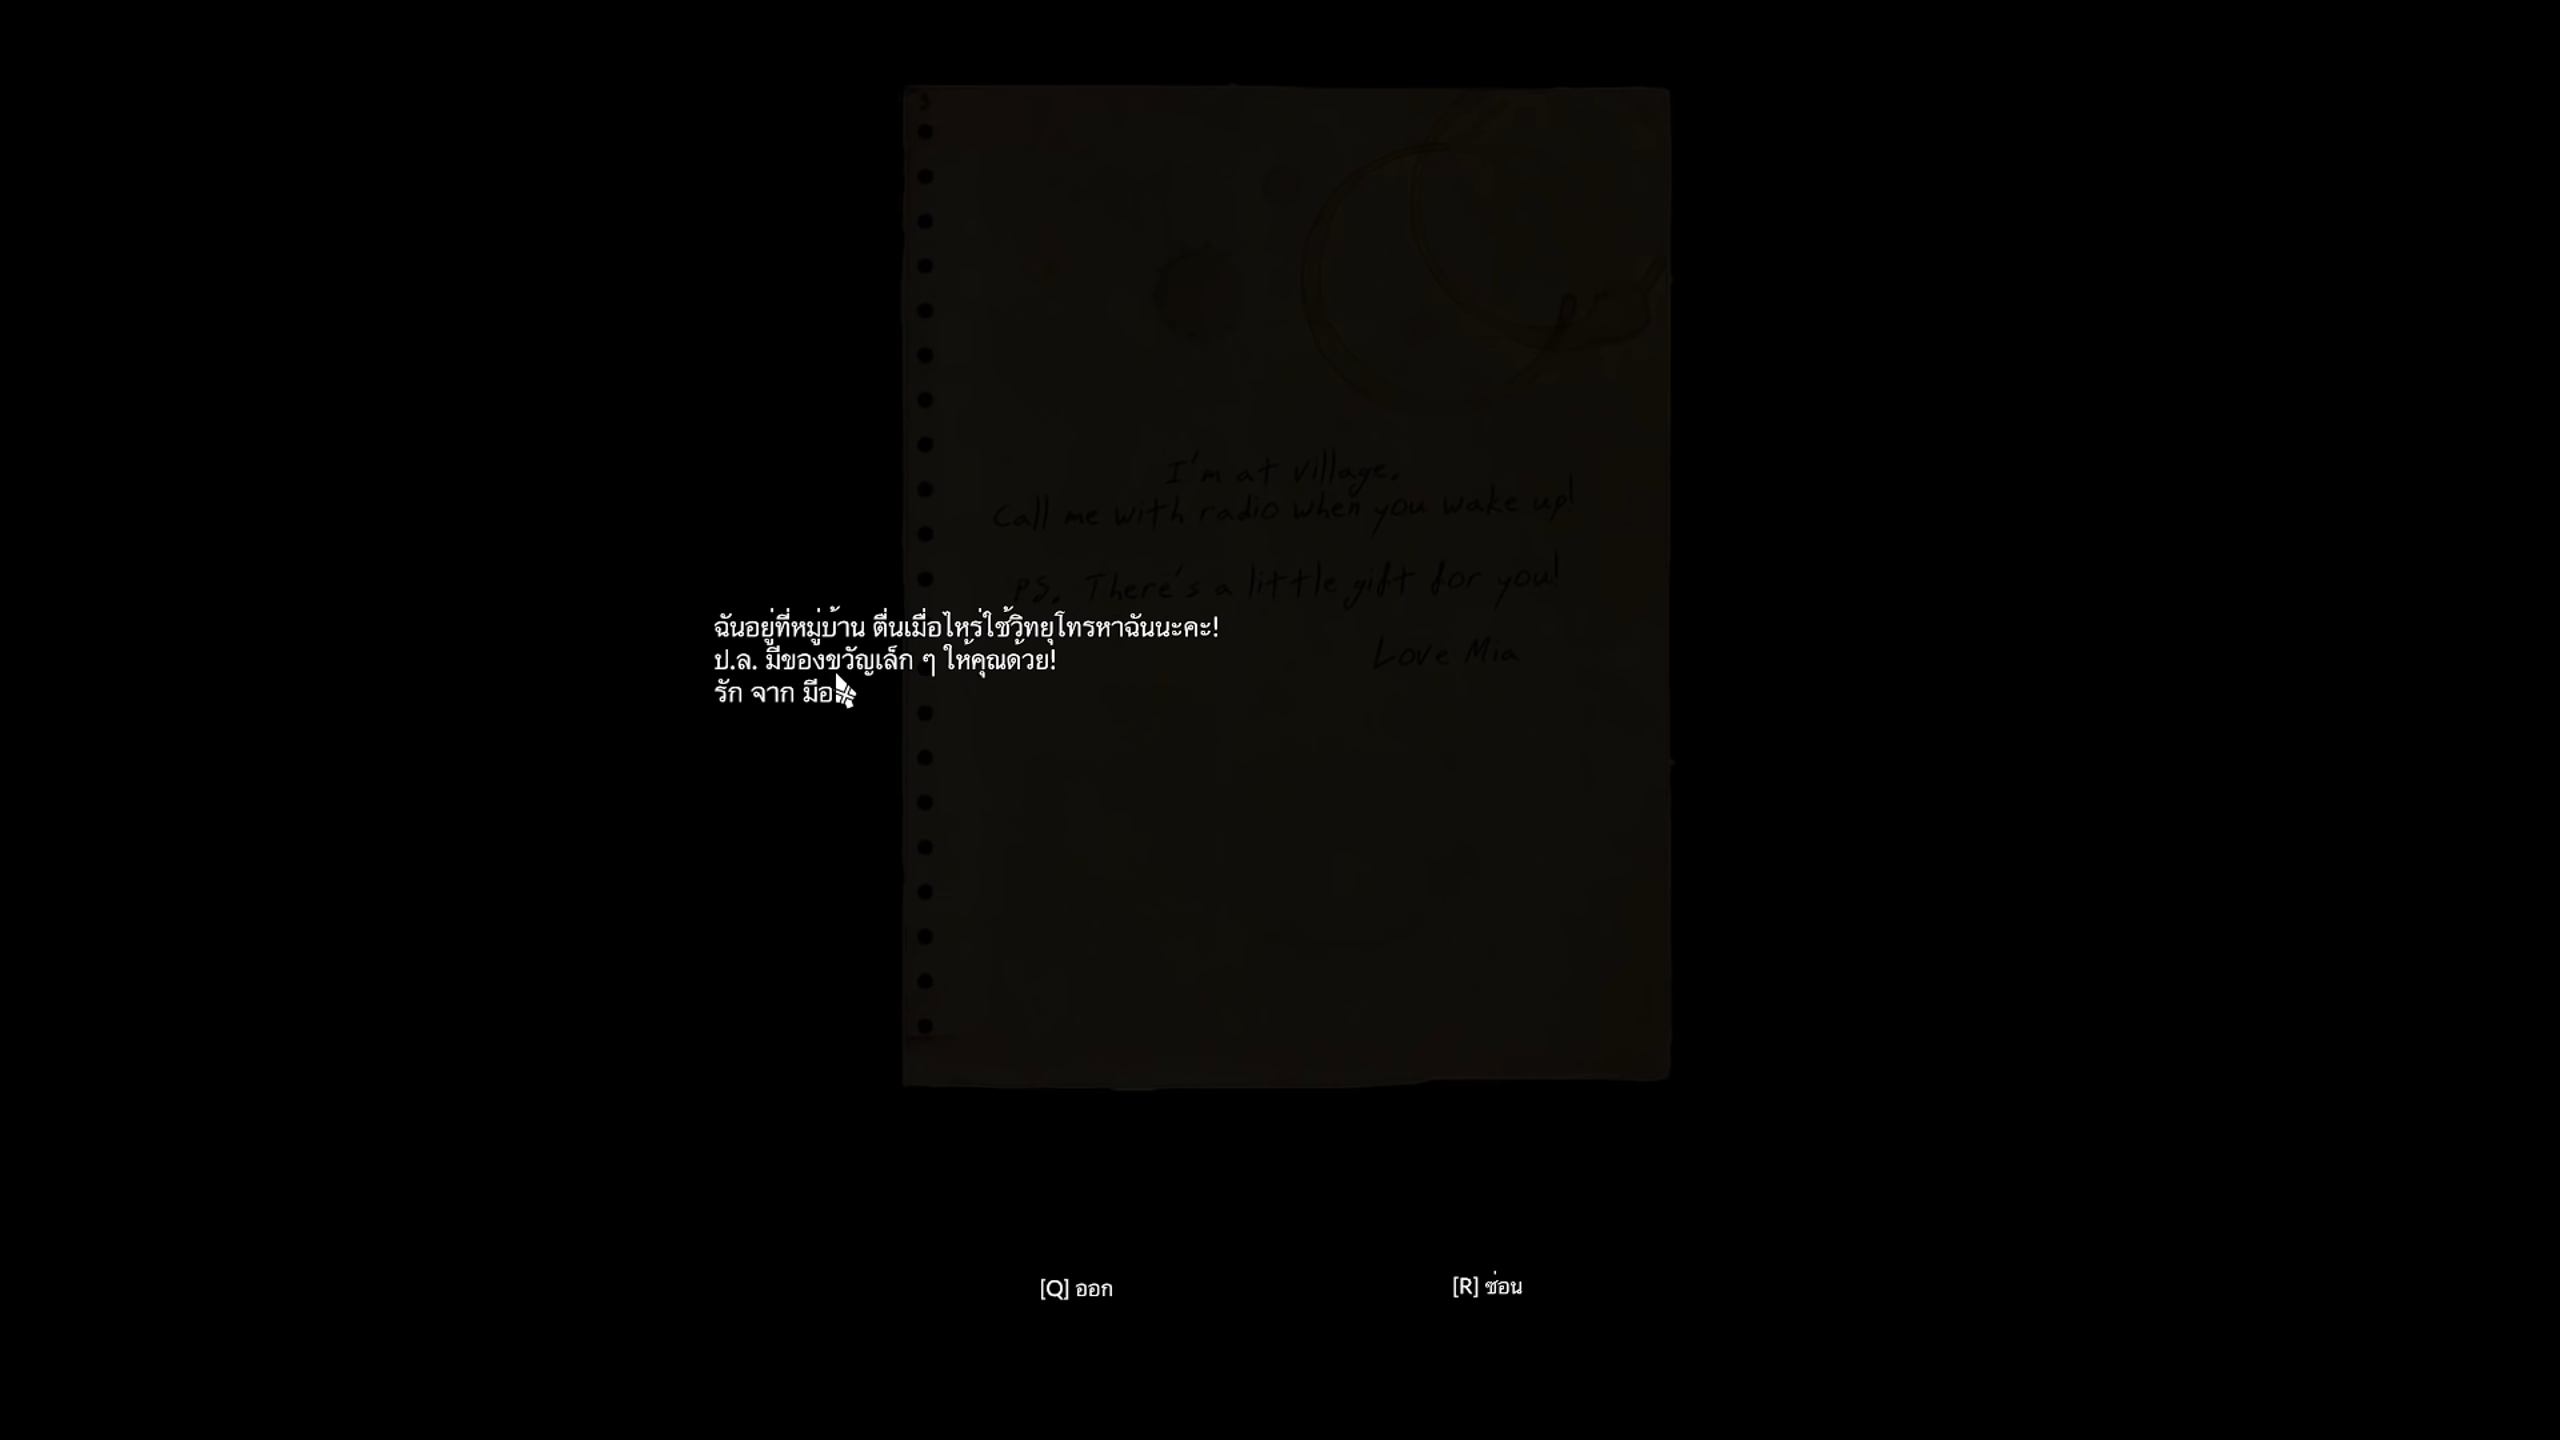 I'm at village.
Call me with radio when you wake up!
PS. There's a little gift for you!
Love Mia
ฉันอยู่ที่หมู่บ้าน ตื่นเมื่อไหร่ใช้วิทยุโทรหาฉันนะคะ!
ป.ล. มีของขวัญเล็ก ๆ ให้คุณด้วย!
รัก จาก
[Q] ออก
[R] ซ่อน